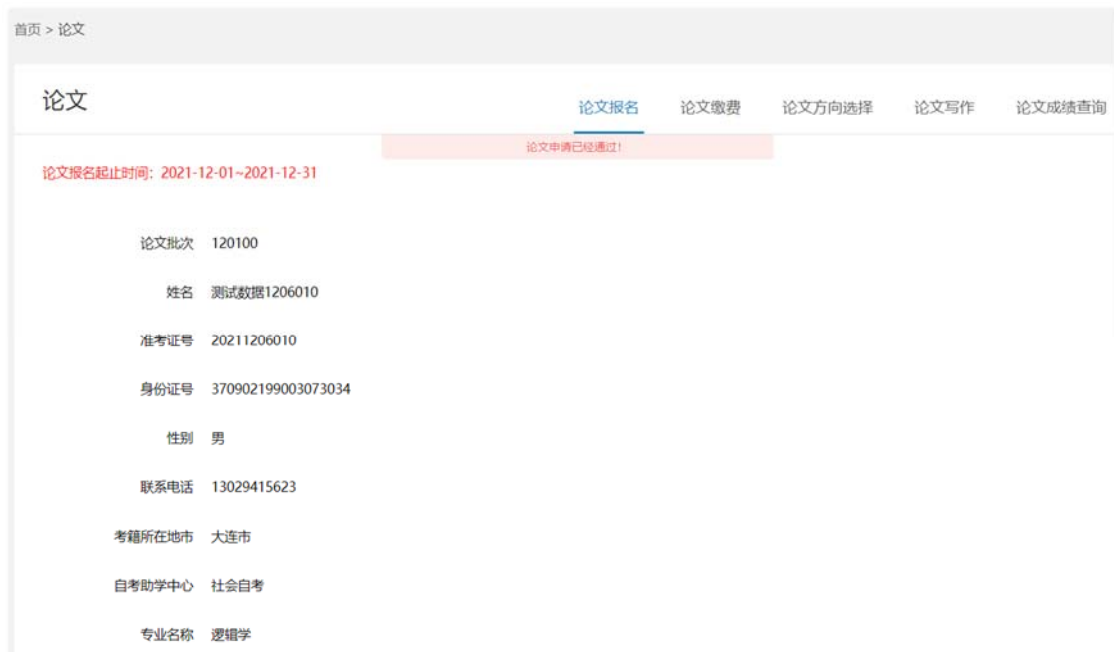 首页 > 论文
论文 论文报名 论文缴费 论文方向选择 论文写作 论文成绩查询
论文申请已经通过！
论文报名起止时间：2021-12-01~2021-12-31
论文批次 120100
姓名 测试数据1206010
准考证号 20211206010
身份证号 370902199003073034
性别 男
联系电话 13029415623
考籍所在地市 大连市
自考助学中心 社会自考
专业名称 逻辑学